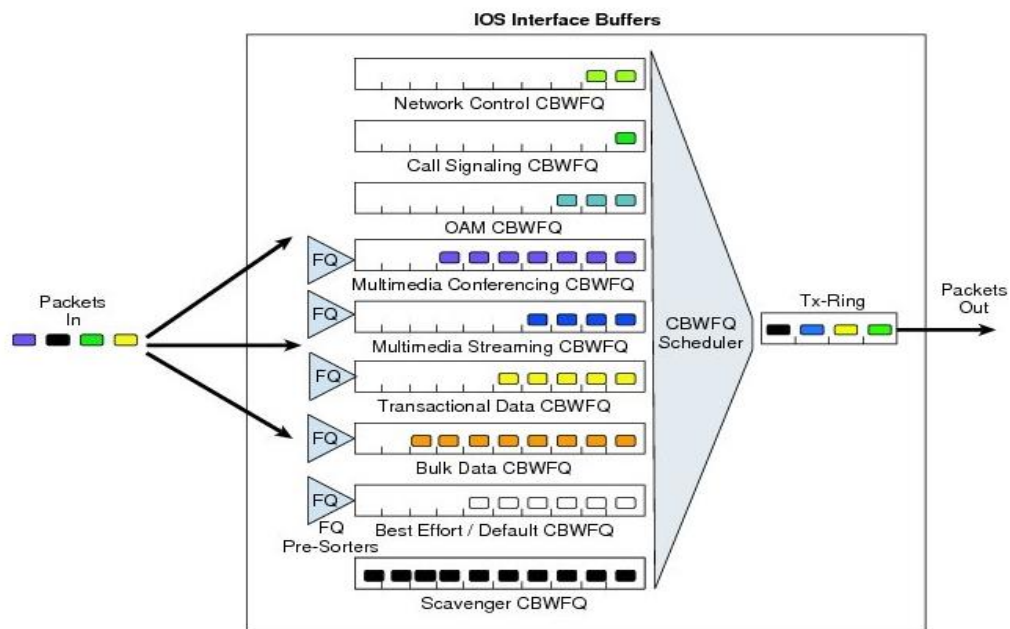 IOS Interface Buffers
Network Control CBWFQ
Call Signaling CBWFQ
OAM CBWFQ
FQ
Multimedia Conferencing CBWFQ
Packets
In
FQ
Multimedia Streaming CBWFQ
CBWFQ
Scheduler
Tx-Ring
Packets
Out
FQ
Transactional Data CBWFQ
FQ
Bulk Data CBWFQ
FQ
FQ
Pre-Sorters
Best Effort / Default CBWFQ
Scavenger CBWFQ